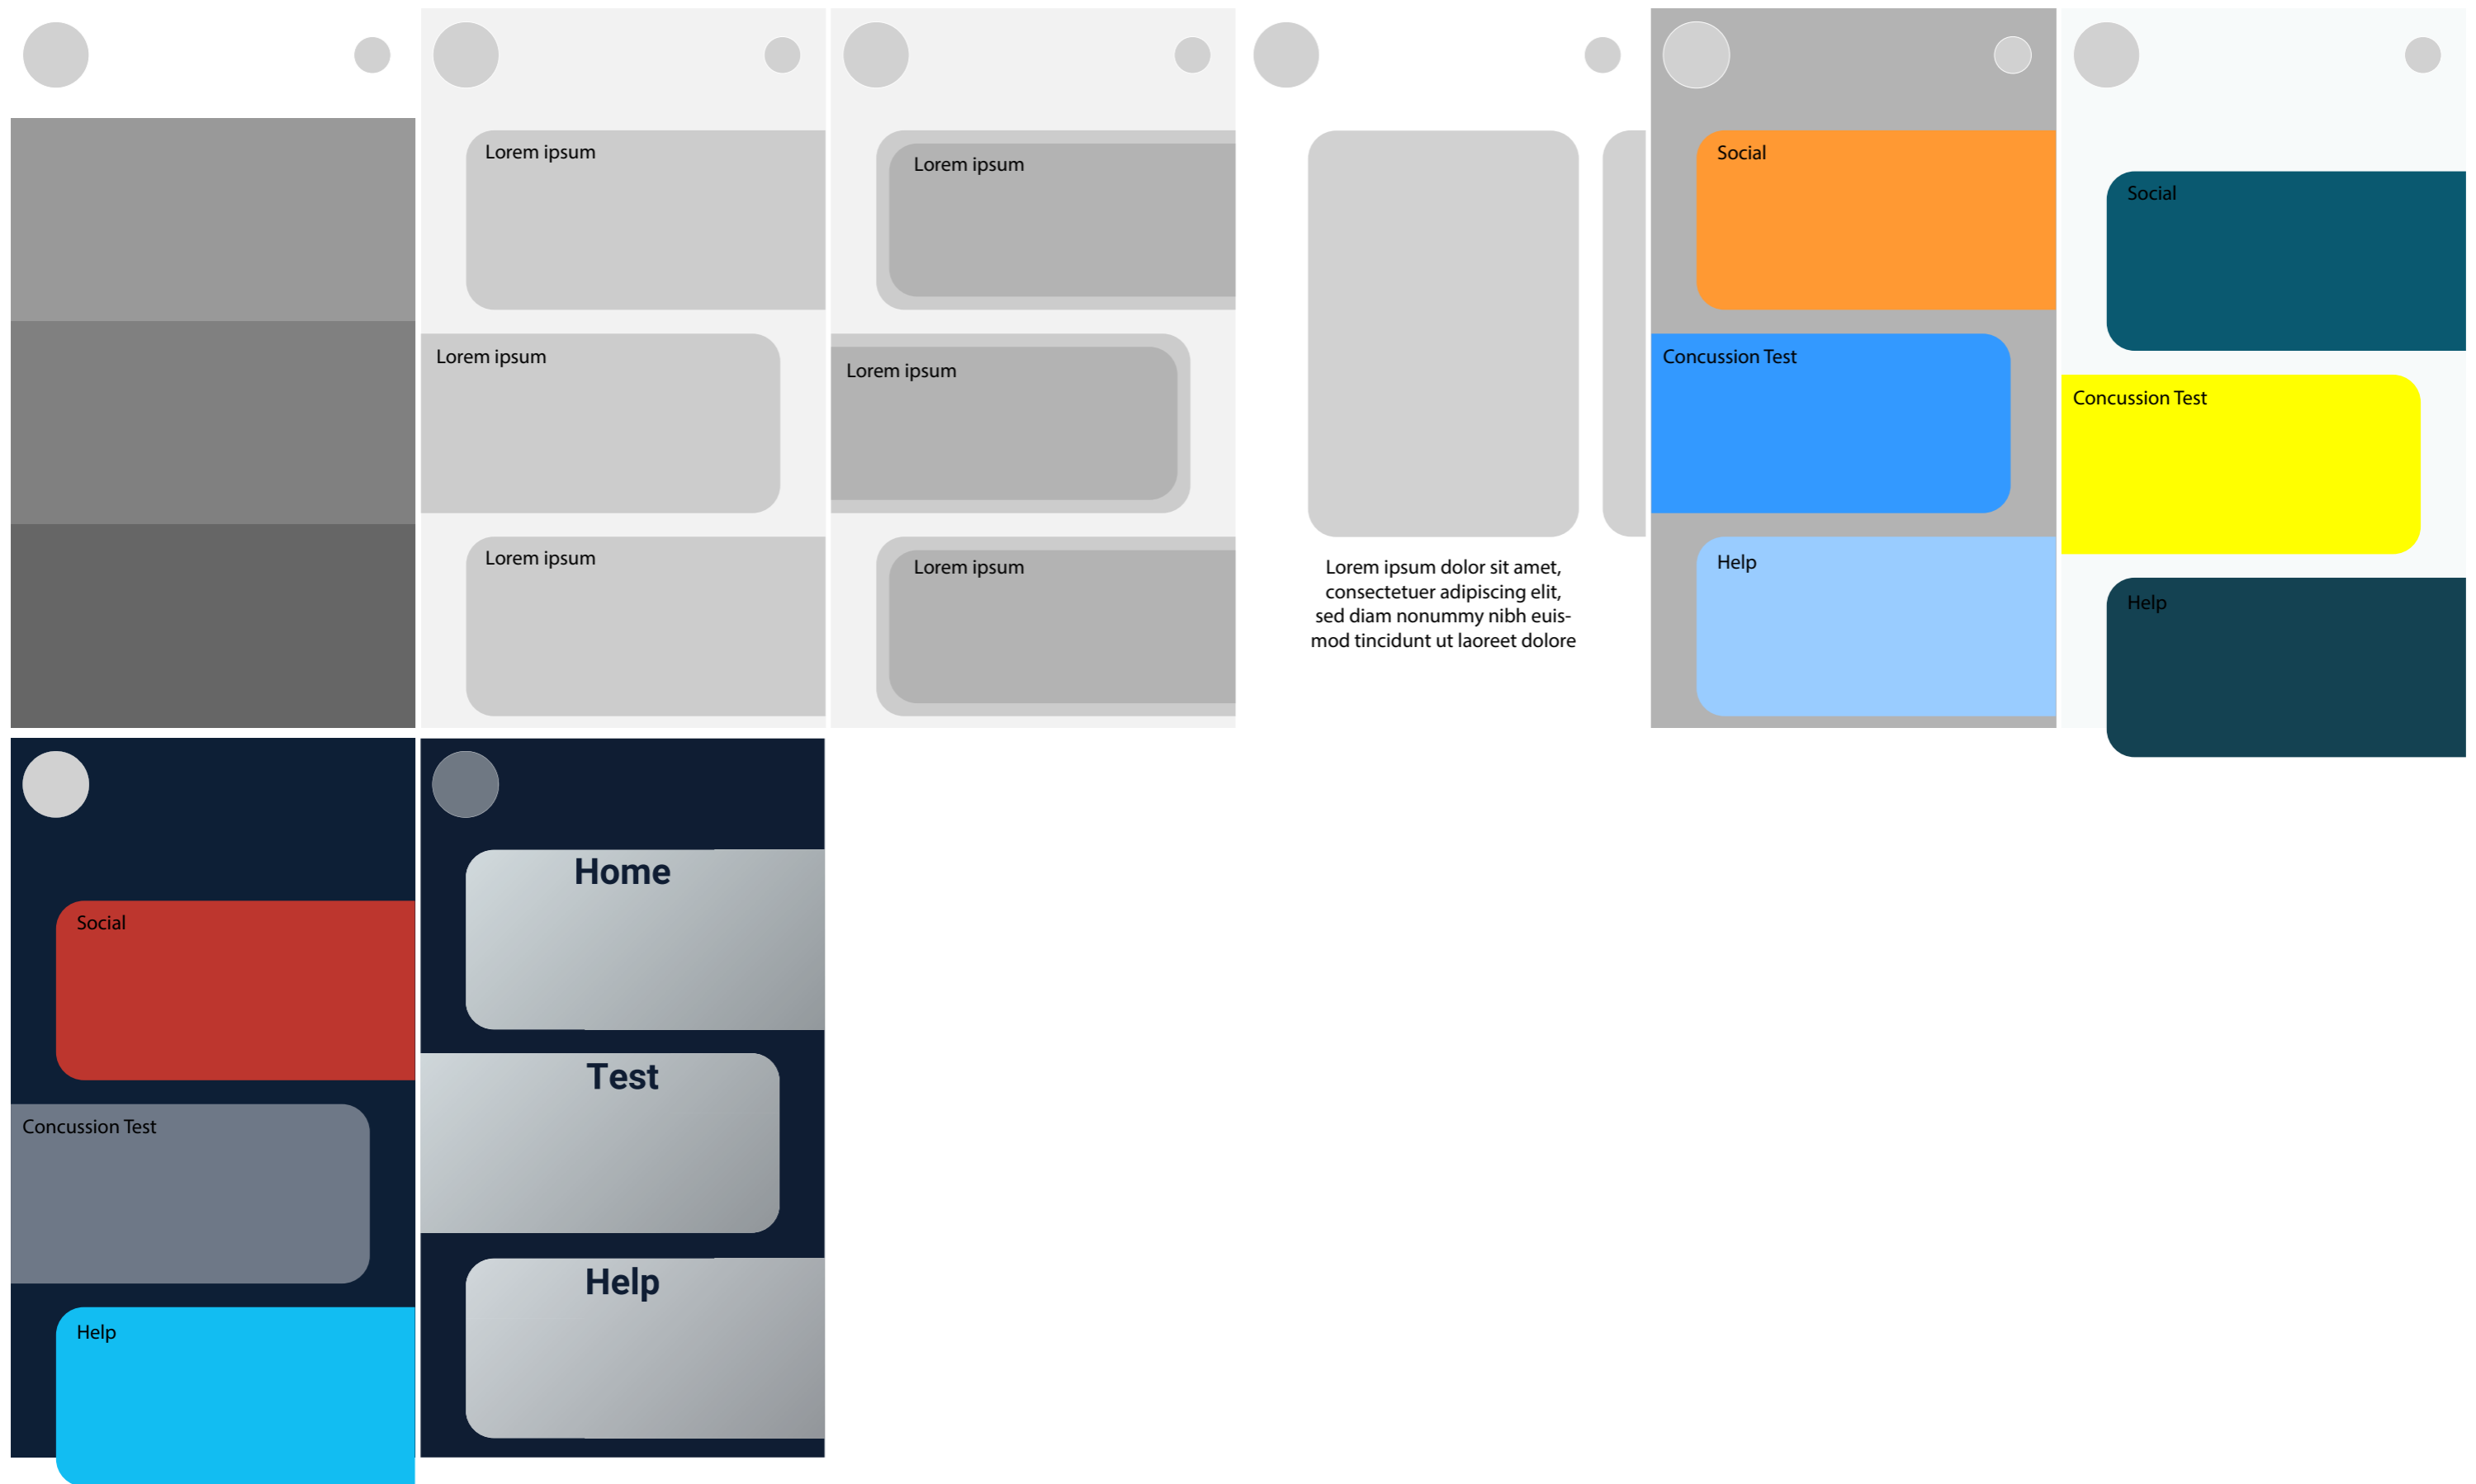 Lorem ipsum
Lorem ipsum
Lorem ipsum
Lorem ipsum
Lorem ipsum
Lorem ipsum
Lorem ipsum dolor sit amet,
consectetuer adipiscing elit,
sed diam nonummy nibh euis-
mod tincidunt ut laoreet dolore
Social
Concussion Test
Help
Social
Concussion Test
Help
Social
Concussion Test
Help
Home
Test
Help